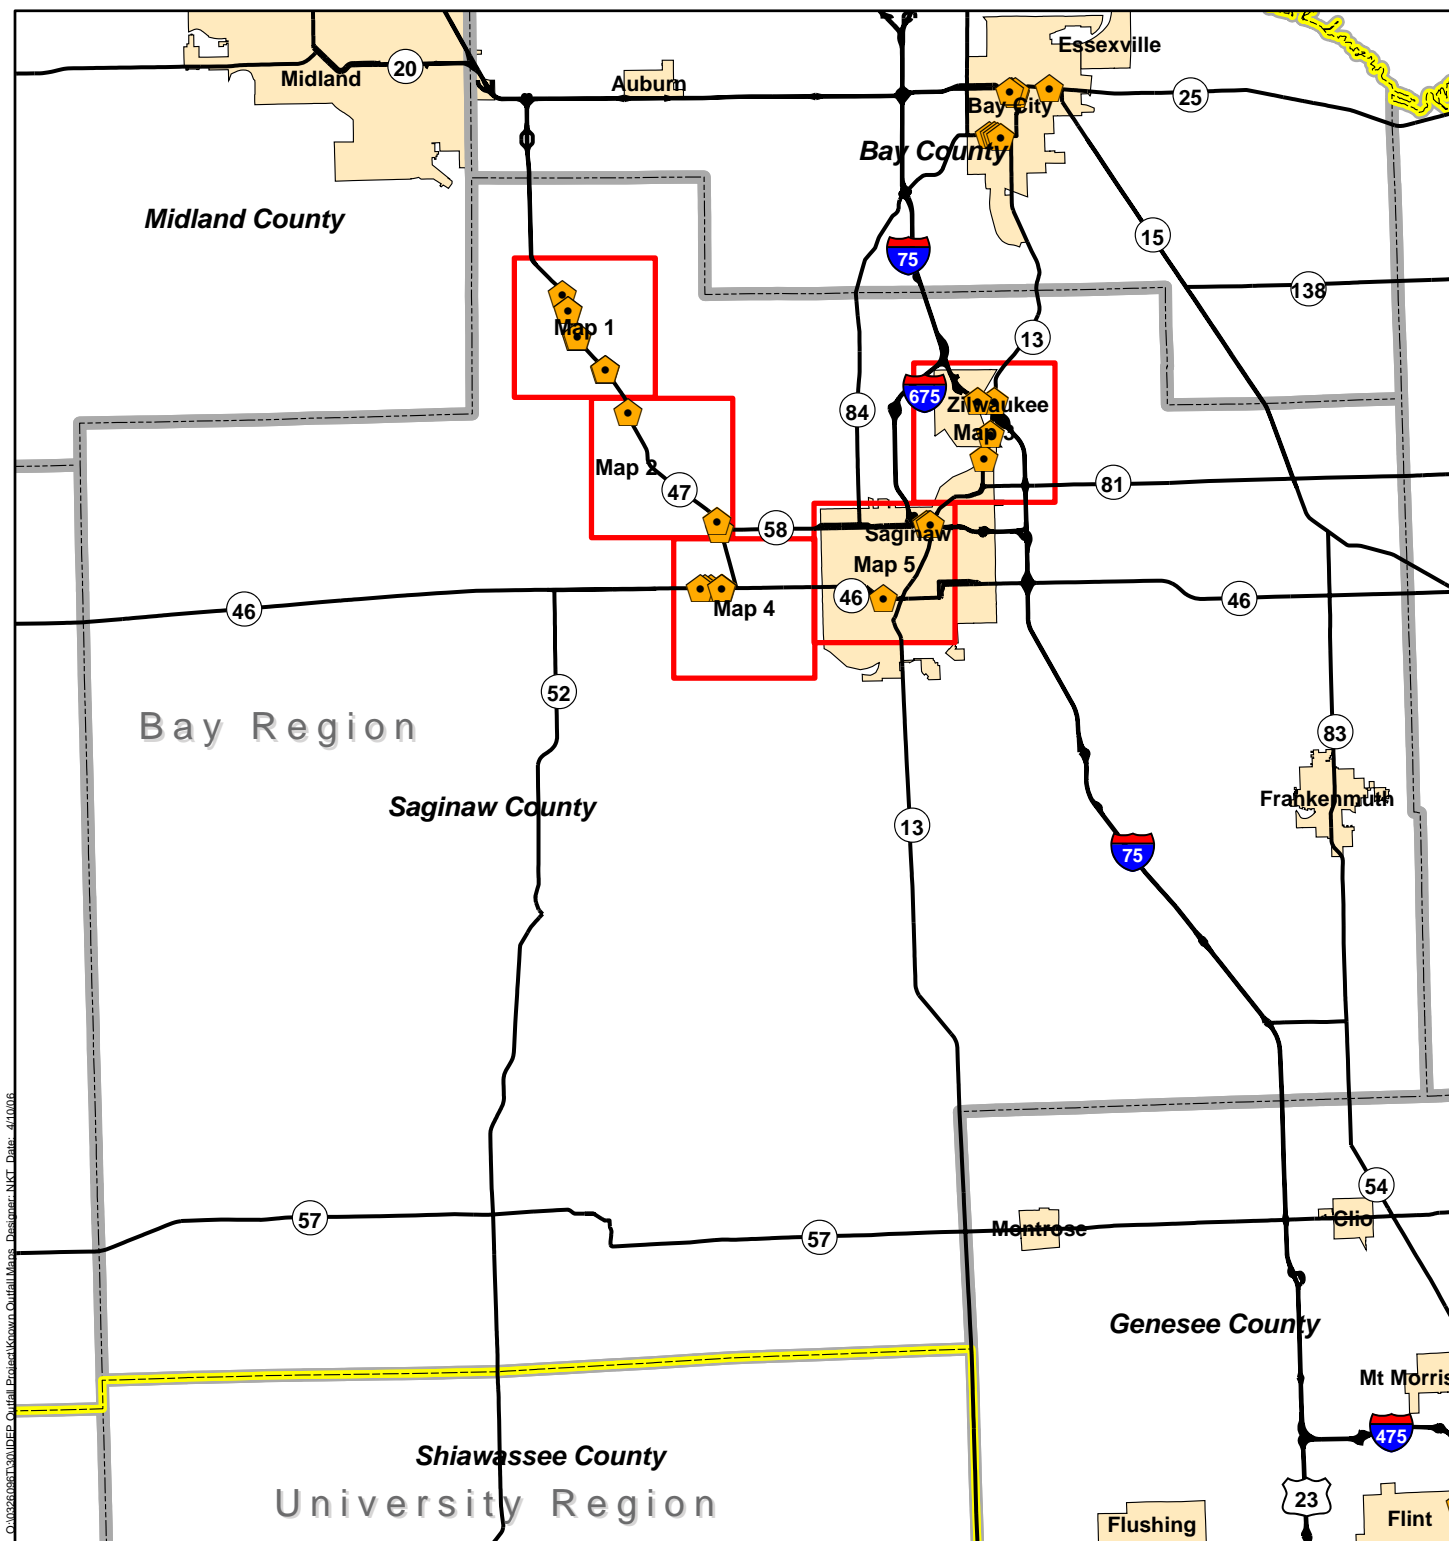 Essexville
Midland
20
Auburn
Bay City
25
Bay County
Midland County
15
75
138
Map 1
13
675
84
Zilwaukee
Map 3
Map 2
47
81
58
Saginaw
Map 5
46
46
Map 4
46
52
Bay Region
83
Saginaw County
Frankenmuth
13
75
54
57
57
Montrose
Clio
Genesee County
Mt Morris
475
Shiawassee County
University Region
23
Flushing
Flint